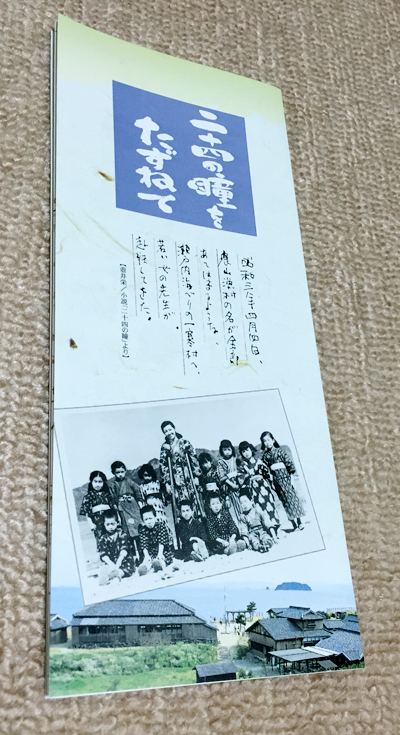 二十四の瞳を
たずねて
昭和三年四月四日、
農山漁村の名が全部
あてはまるような、
瀬戸内海べりの一寒村へ、
若い女の先生が、
赴任してきた。
【壺井栄／小説「二十四の瞳」より】